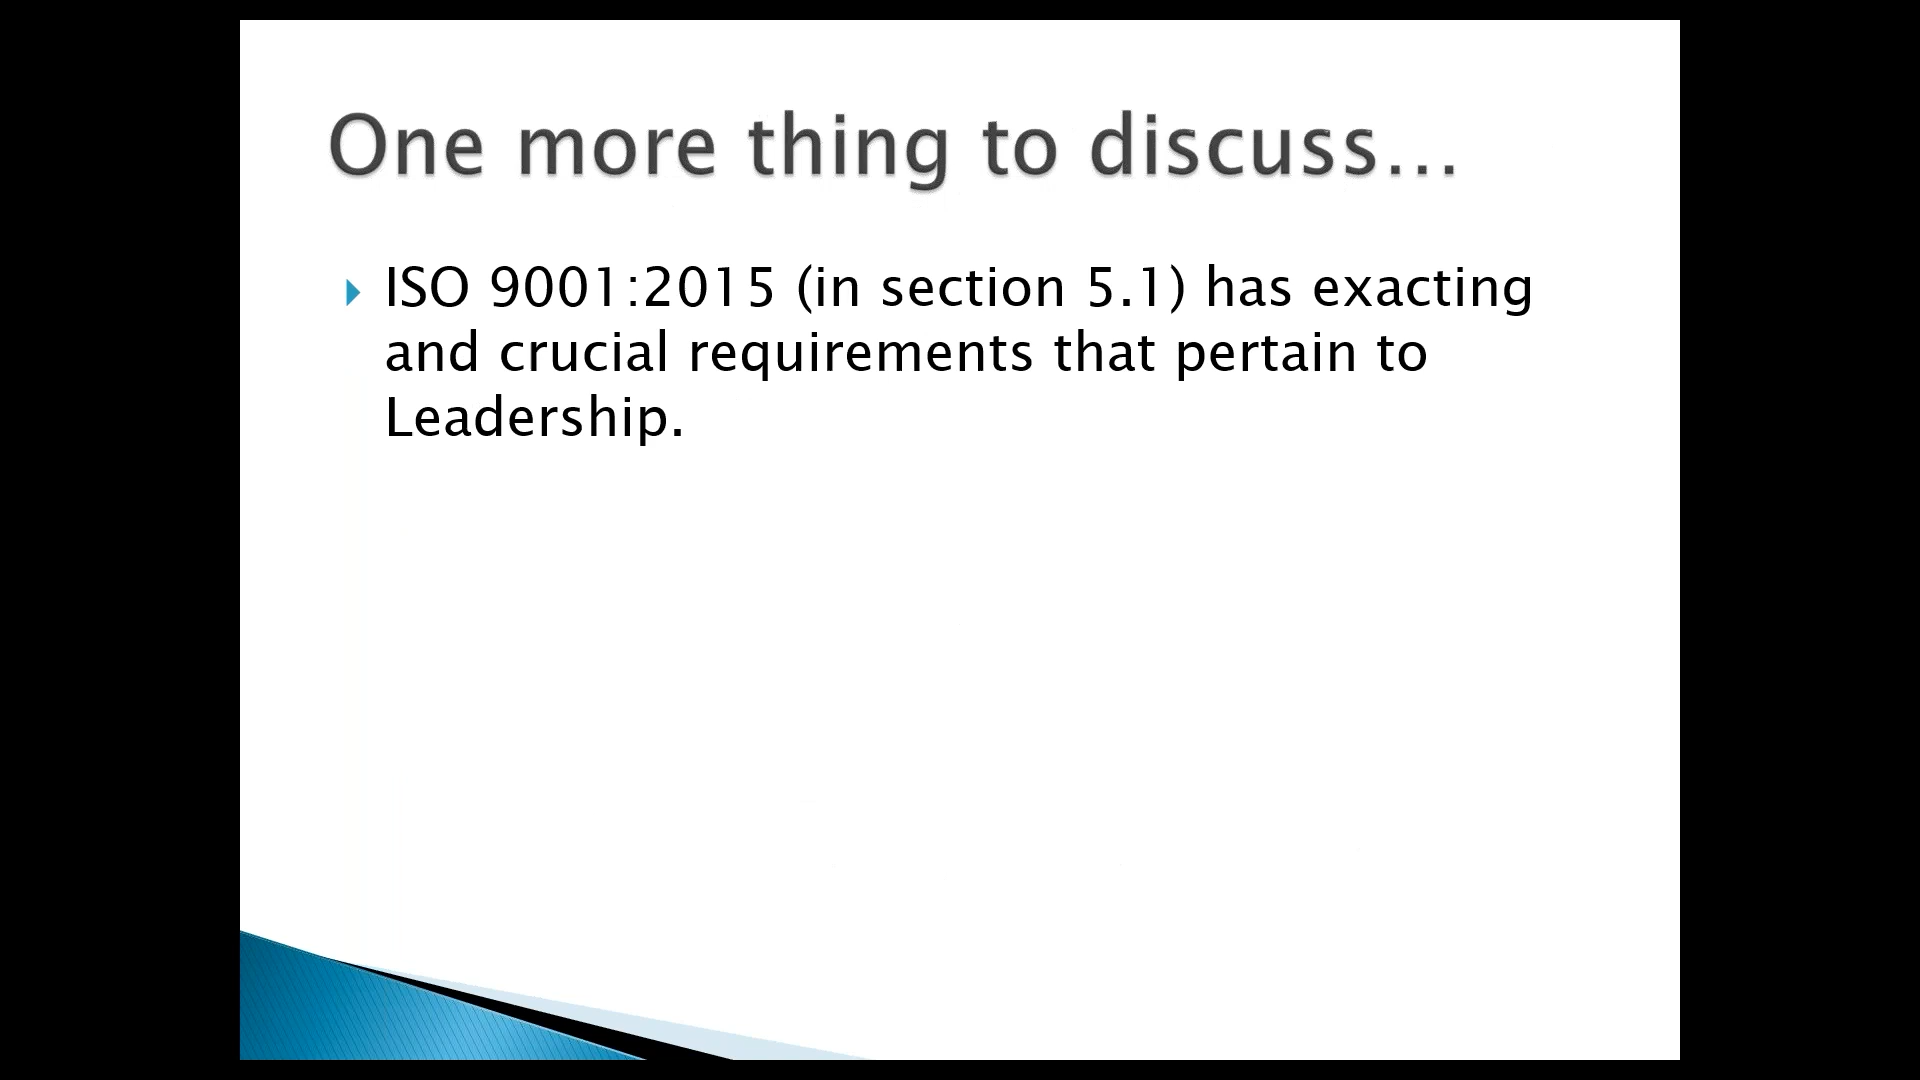 One more thing to discuss…
ISO 9001:2015 (in section 5.1) has exacting
and crucial requirements that pertain to
Leadership.